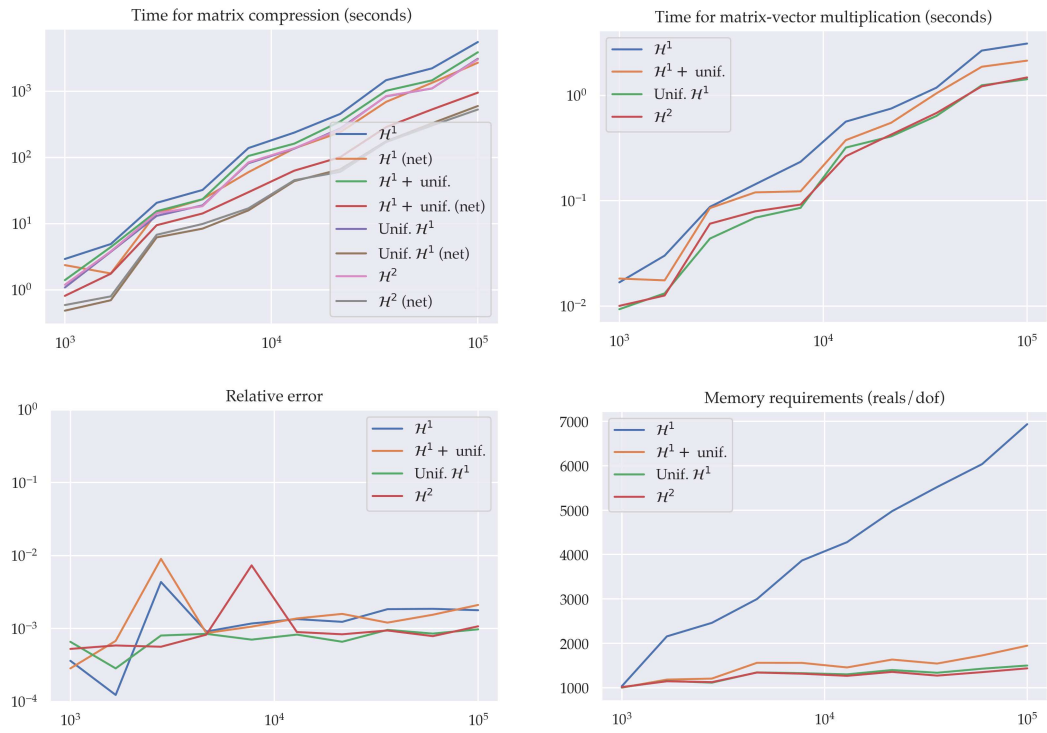 Time for matrix compression (seconds)
10³
10²
10¹
10⁰
ℋ¹
ℋ¹ (net)
ℋ¹ + unif.
ℋ¹ + unif. (net)
Unif. ℋ¹
Unif. ℋ¹ (net)
ℋ²
ℋ² (net)
10³
10⁴
10⁵
Time for matrix-vector multiplication (seconds)
ℋ¹
ℋ¹ + unif.
Unif. ℋ¹
ℋ²
10⁰
10⁻¹
10⁻²
10³
10⁴
10⁵
Relative error
10⁰
10⁻¹
10⁻²
10⁻³
10⁻⁴
ℋ¹
ℋ¹ + unif.
Unif. ℋ¹
ℋ²
10³
10⁴
10⁵
Memory requirements (reals/dof)
7000
6000
5000
4000
3000
2000
1000
ℋ¹
ℋ¹ + unif.
Unif. ℋ¹
ℋ²
10³
10⁴
10⁵